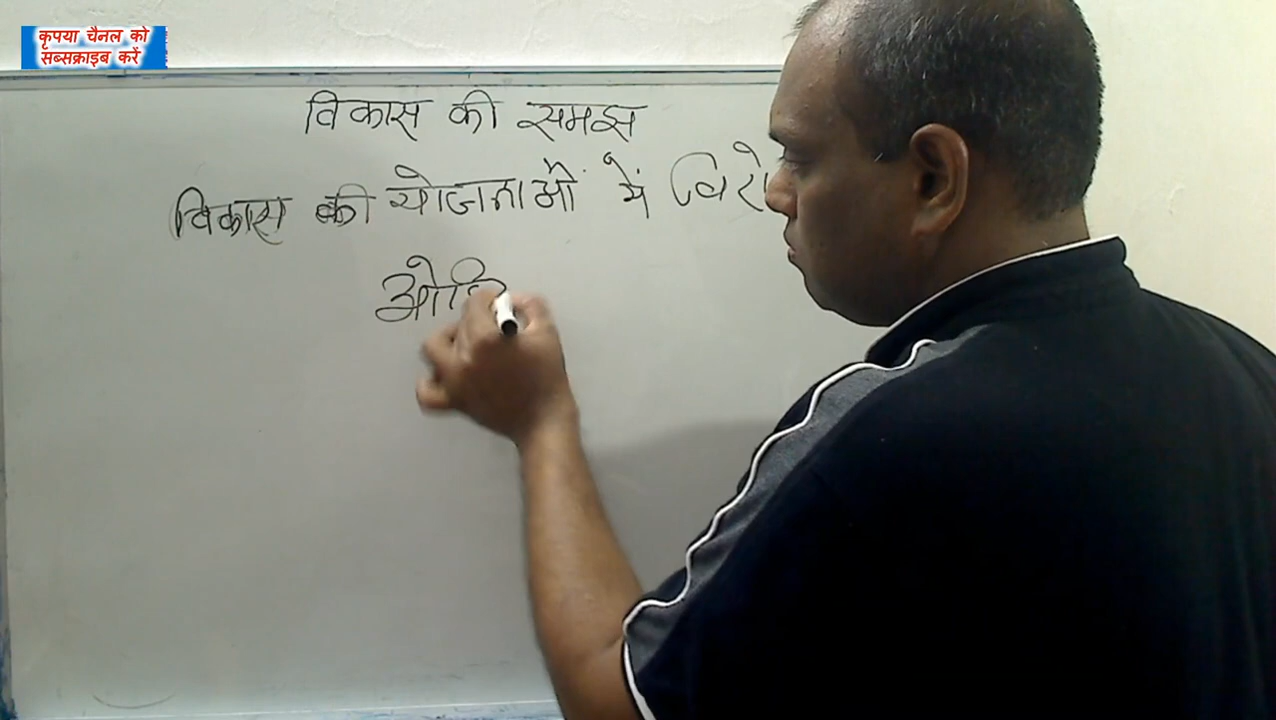 कृपया चैनल को
सब्सक्राइब करें
विकास की समझ
विकास की योजनाओं में